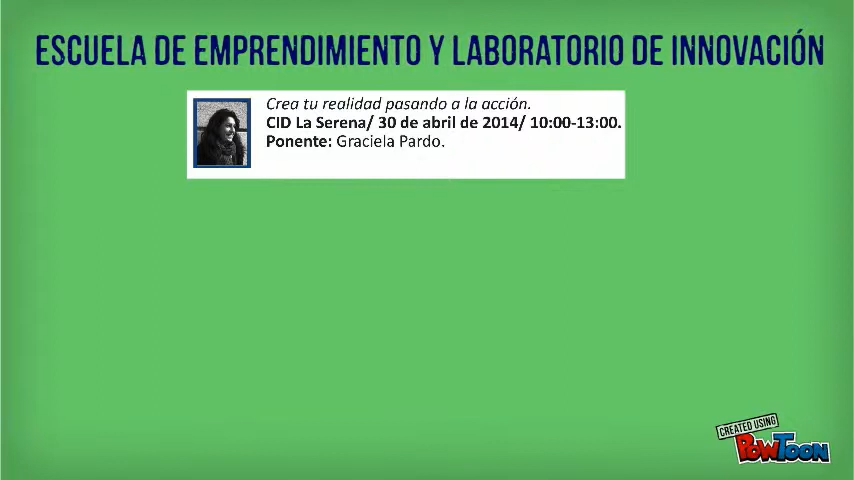 ESCUELA DE EMPRENDIMIENTO Y LABORATORIO DE INNOVACIÓN
Crea tu realidad pasando a la acción.
CID La Serena/ 30 de abril de 2014/ 10:00-13:00.
Ponente: Graciela Pardo.
CREATED USING
POWTOON